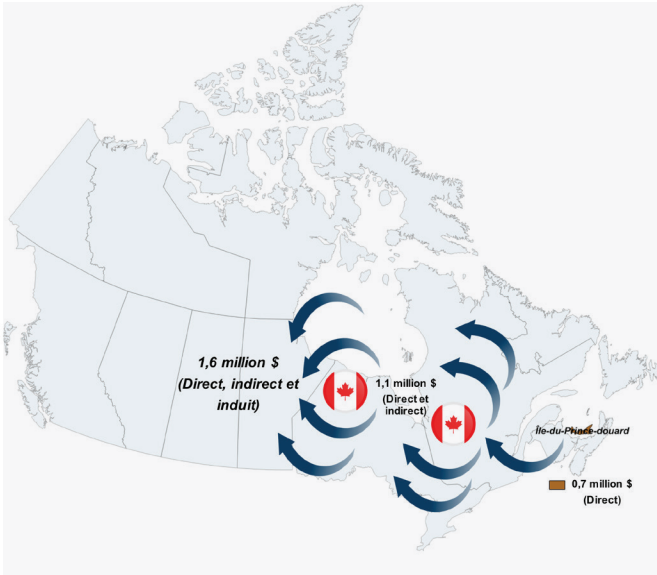 1,6 million $
(Direct, indirect et
induit)
1,1 million $
(Direct et
indirect)
Île-du-Prince-douard
0,7 million $
(Direct)